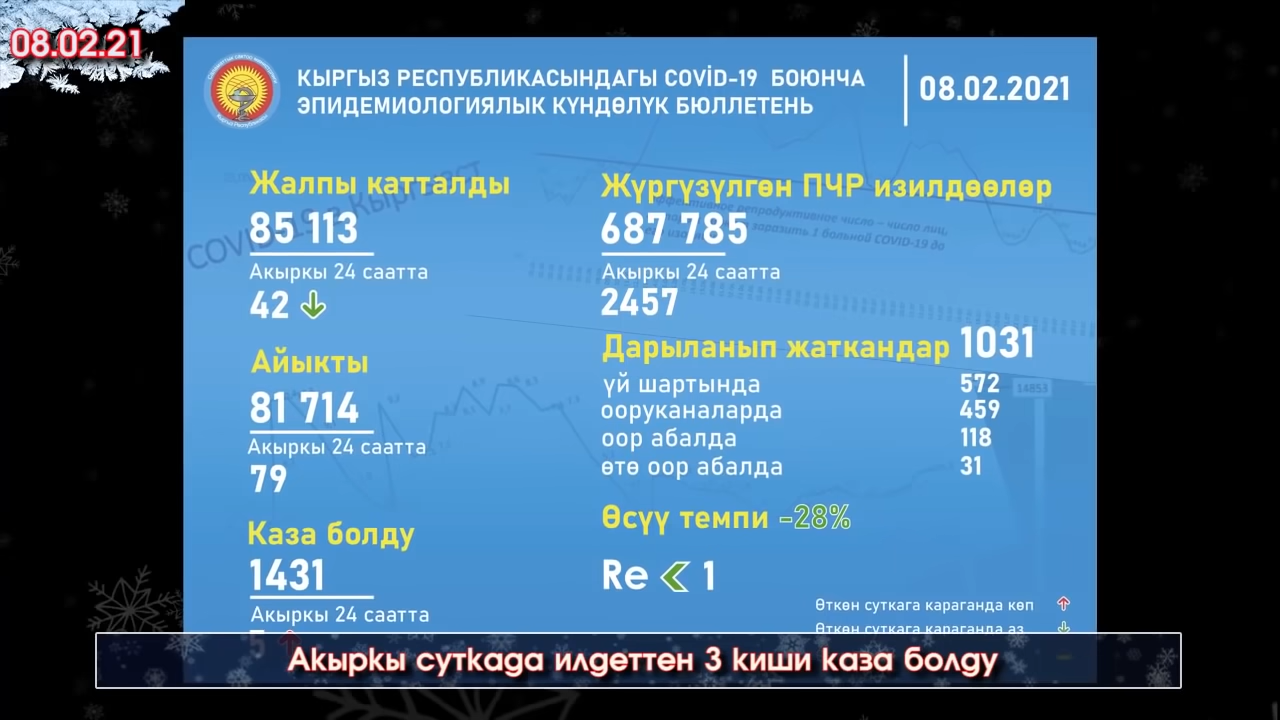 08.02.21
КЫРГЫЗ РЕСПУБЛИКАСЫНДАГЫ COVİD-19 БОЮНЧА
ЭПИДЕМИОЛОГИЯЛЫК КҮНДӨЛҮК БЮЛЛЕТЕНЬ
08.02.2021
Жалпы катталды
85 113
Акыркы 24 саатта
42
Айыкты
81 714
Акыркы 24 саатта
79
Каза болду
1431
Акыркы 24 саатта
Жүргүзүлгөн ПЧР изилдөөлөр
687 785
Акыркы 24 саатта
2457
Дарыланып жаткандар 1031
үй шартында 572
ооруканаларда 459
оор абалда 118
өтө оор абалда 31
Өсүү темпи -28%
Re < 1
Өткөн суткага караганда көп
Өткөн суткага караганда аз
14853
Акыркы суткада илдеттен 3 киши каза болду